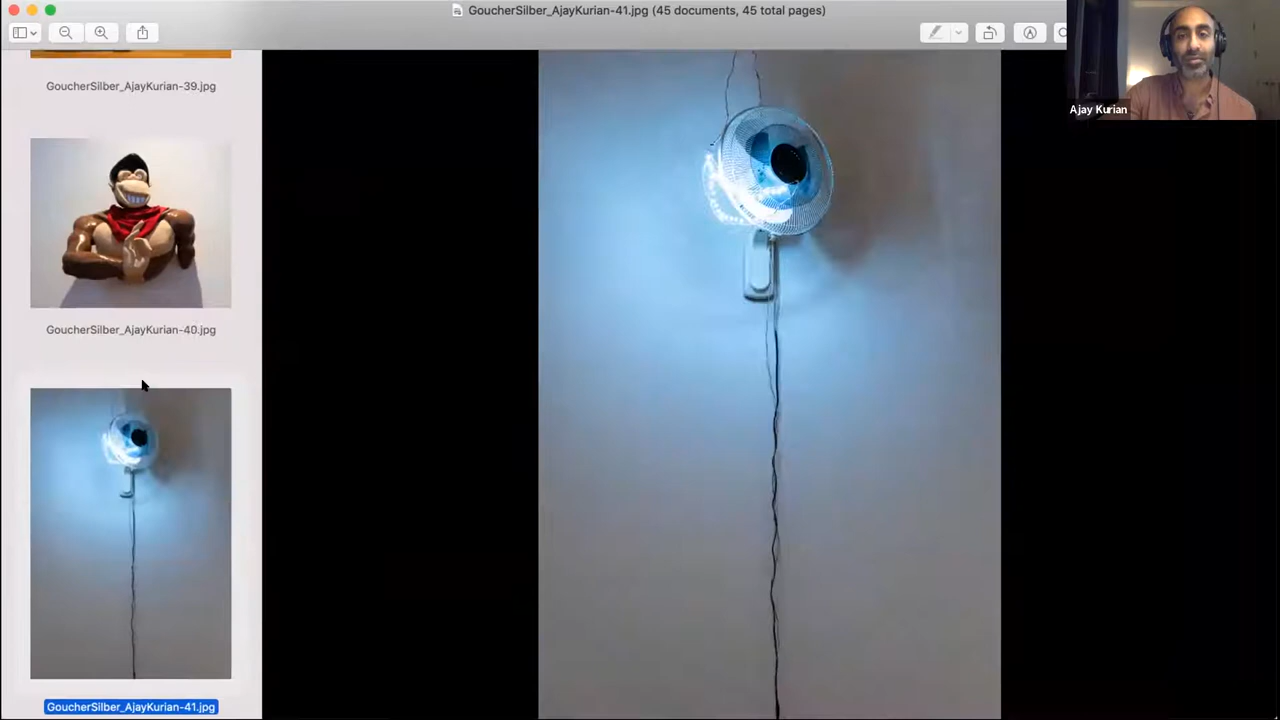 GoucherSilber_AjayKurian-41.jpg (45 documents, 45 total pages)
Ajay Kurian
GoucherSilber_AjayKurian-39.jpg
GoucherSilber_AjayKurian-40.jpg
GoucherSilber_AjayKurian-41.jpg